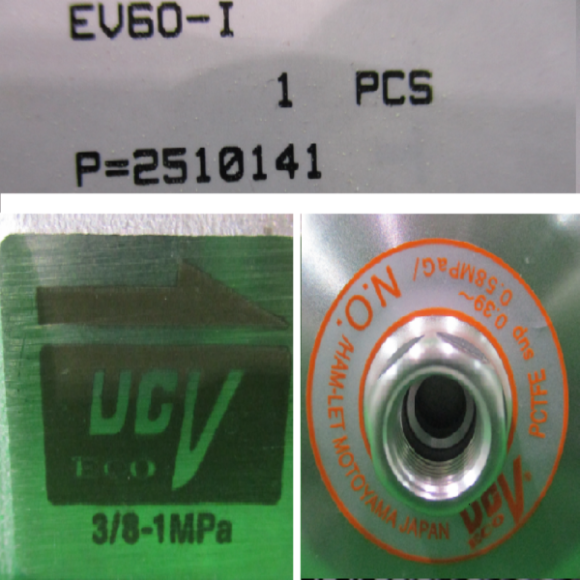 EV60-I
1 PCS
P=2510141
UCV
ECO
3/8-1MPa
N.O.
/HAM-LET MOTOYAMA JAPAN
UCV
ECO
PCTFE sup 0.39~
0.58MPaG/